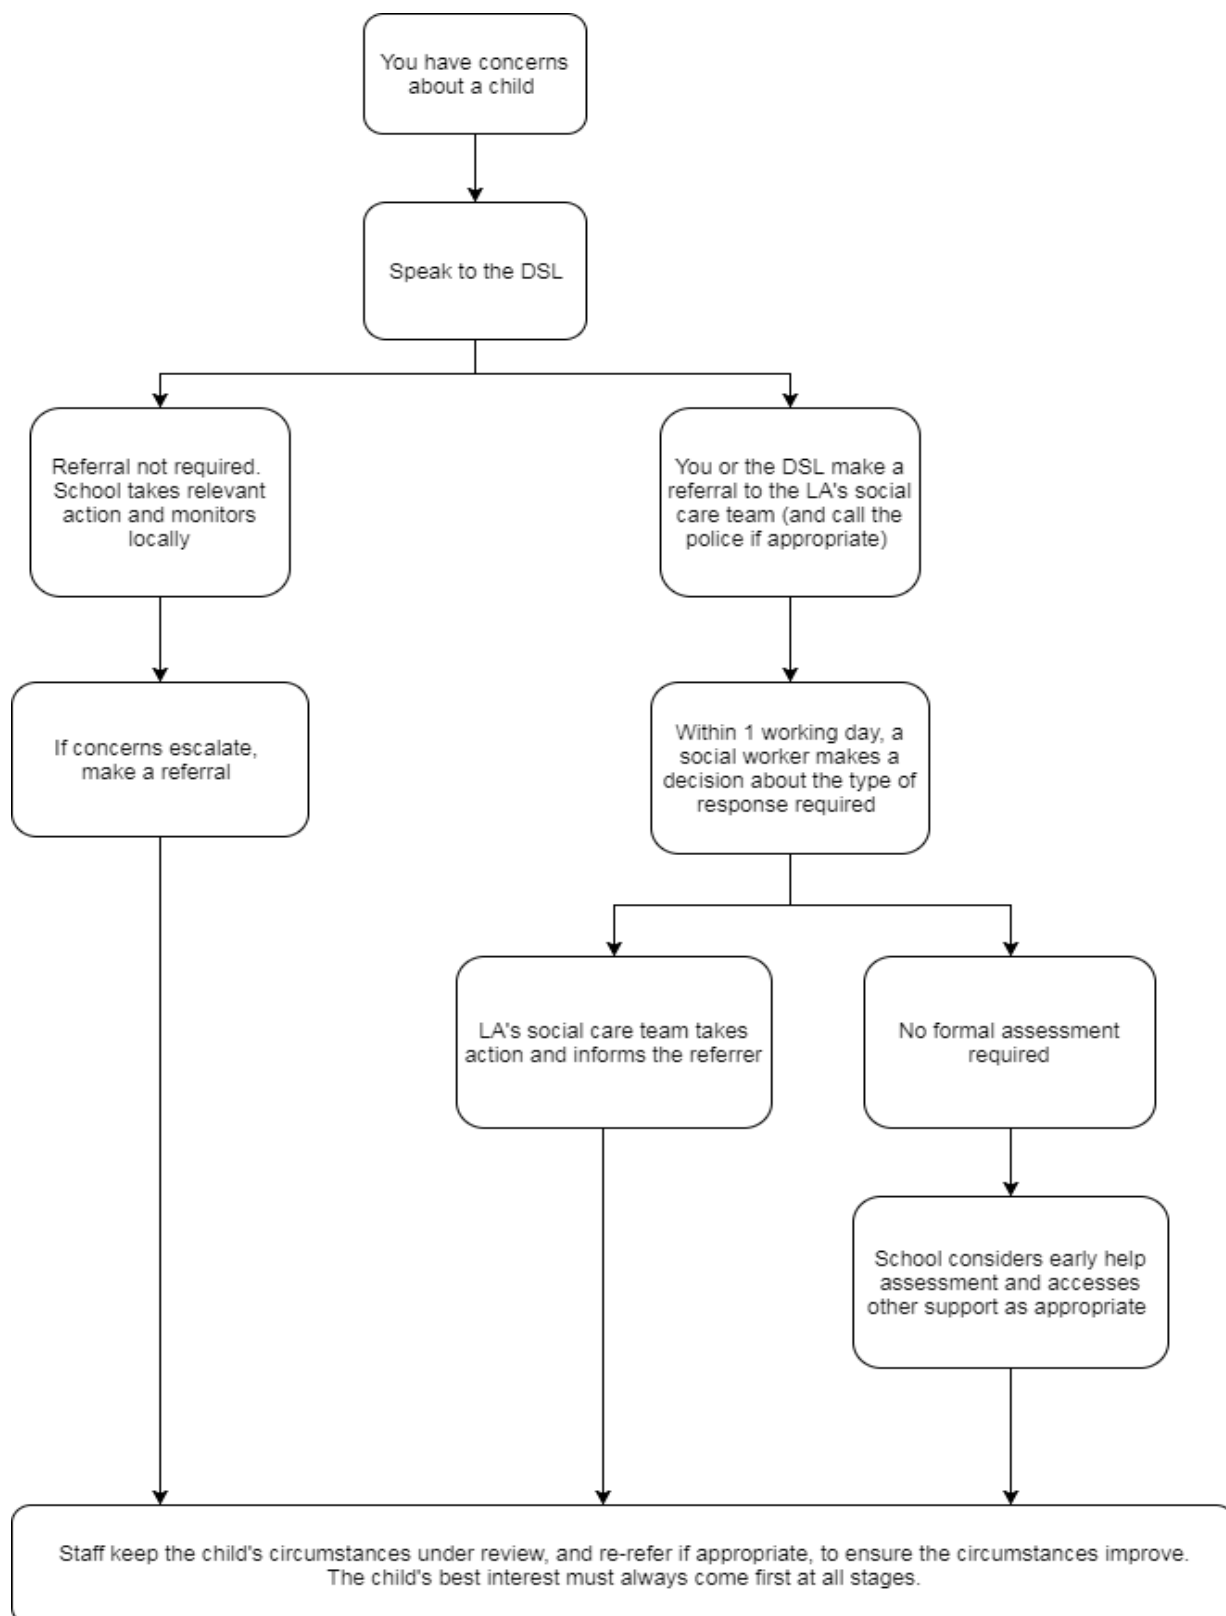 You have concerns
about a child
Speak to the DSL
Referral not required.
School takes relevant
action and monitors
locally
You or the DSL make a
referral to the LA's social
care team (and call the
police if appropriate)
If concerns escalate,
make a referral
Within 1 working day, a
social worker makes a
decision about the type of
response required
LA's social care team takes
action and informs the referrer
No formal assessment
required
School considers early help
assessment and accesses
other support as appropriate
Staff keep the child's circumstances under review, and re-refer if appropriate, to ensure the circumstances improve.
The child's best interest must always come first at all stages.